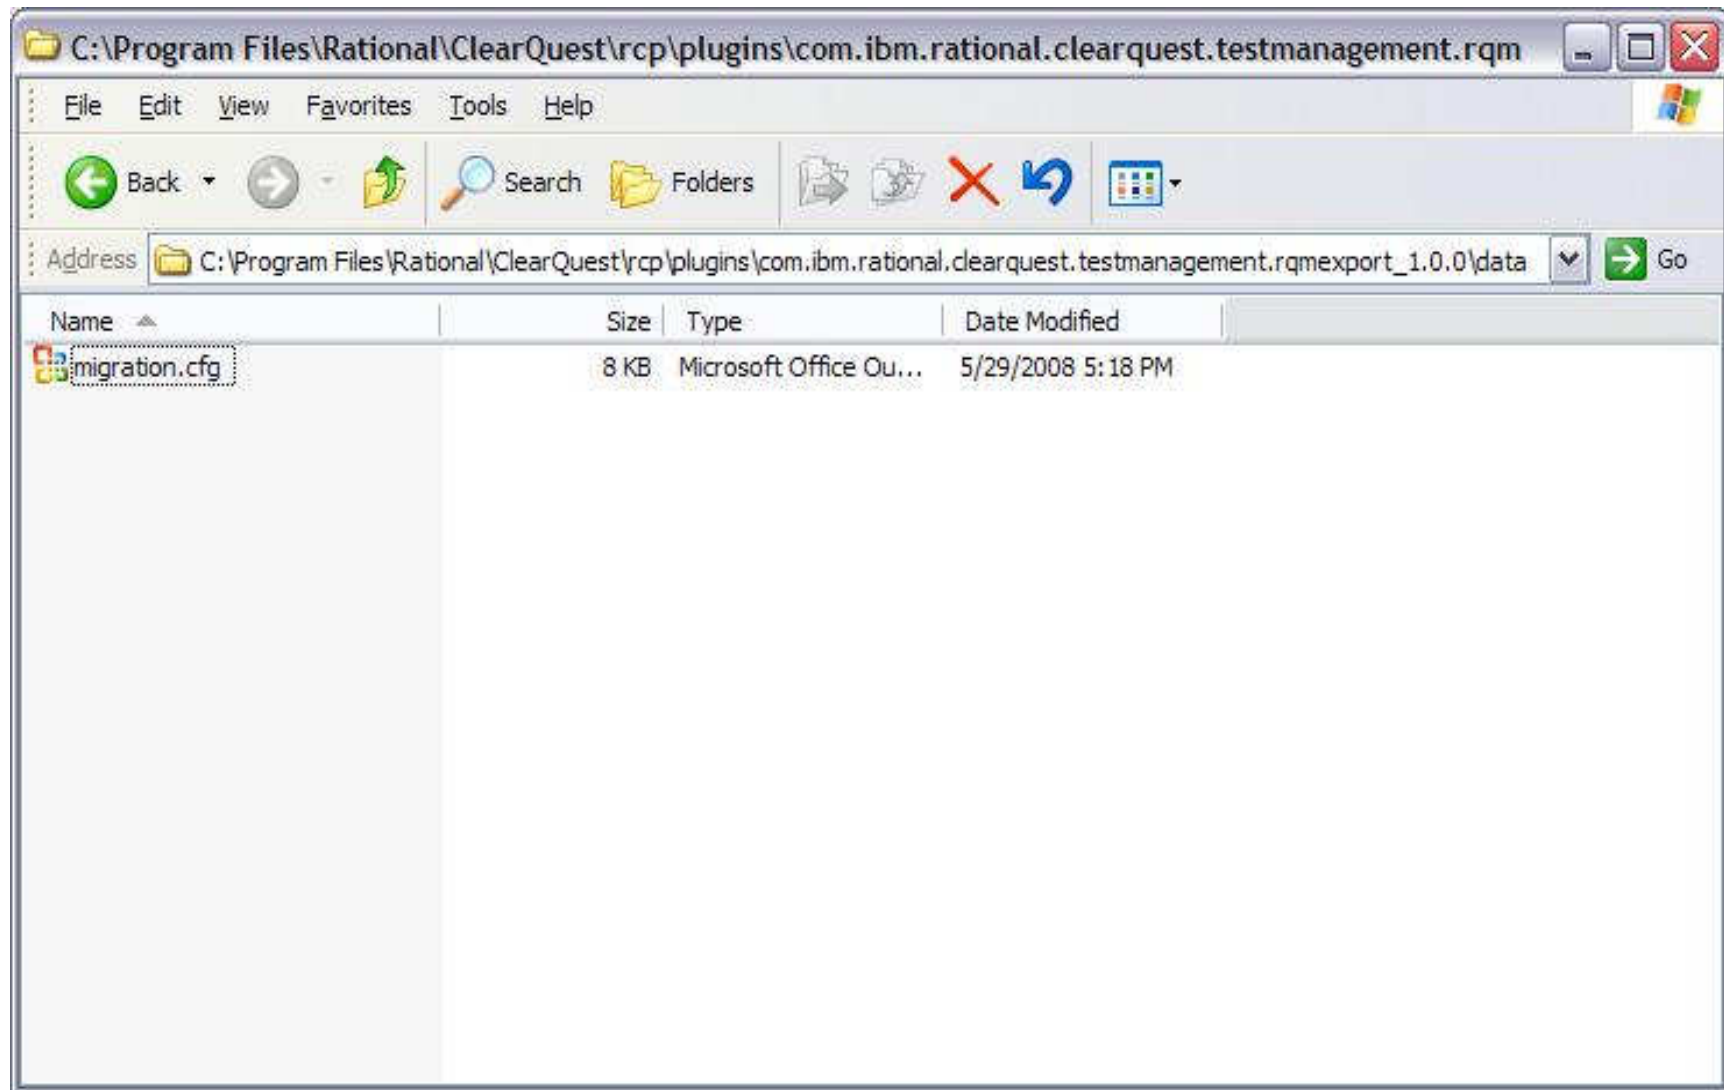 C:\Program Files\Rational\ClearQuest\rcp\plugins\com.ibm.rational.clearquest.testmanagement.rqm
File Edit View Favorites Tools Help
Back Search Folders
Address C:\Program Files\Rational\ClearQuest\rcp\plugins\com.ibm.rational.clearquest.testmanagement.rqmexport_1.0.0\data Go
Name Size Type Date Modified
migration.cfg 8 KB Microsoft Office Ou... 5/29/2008 5:18 PM